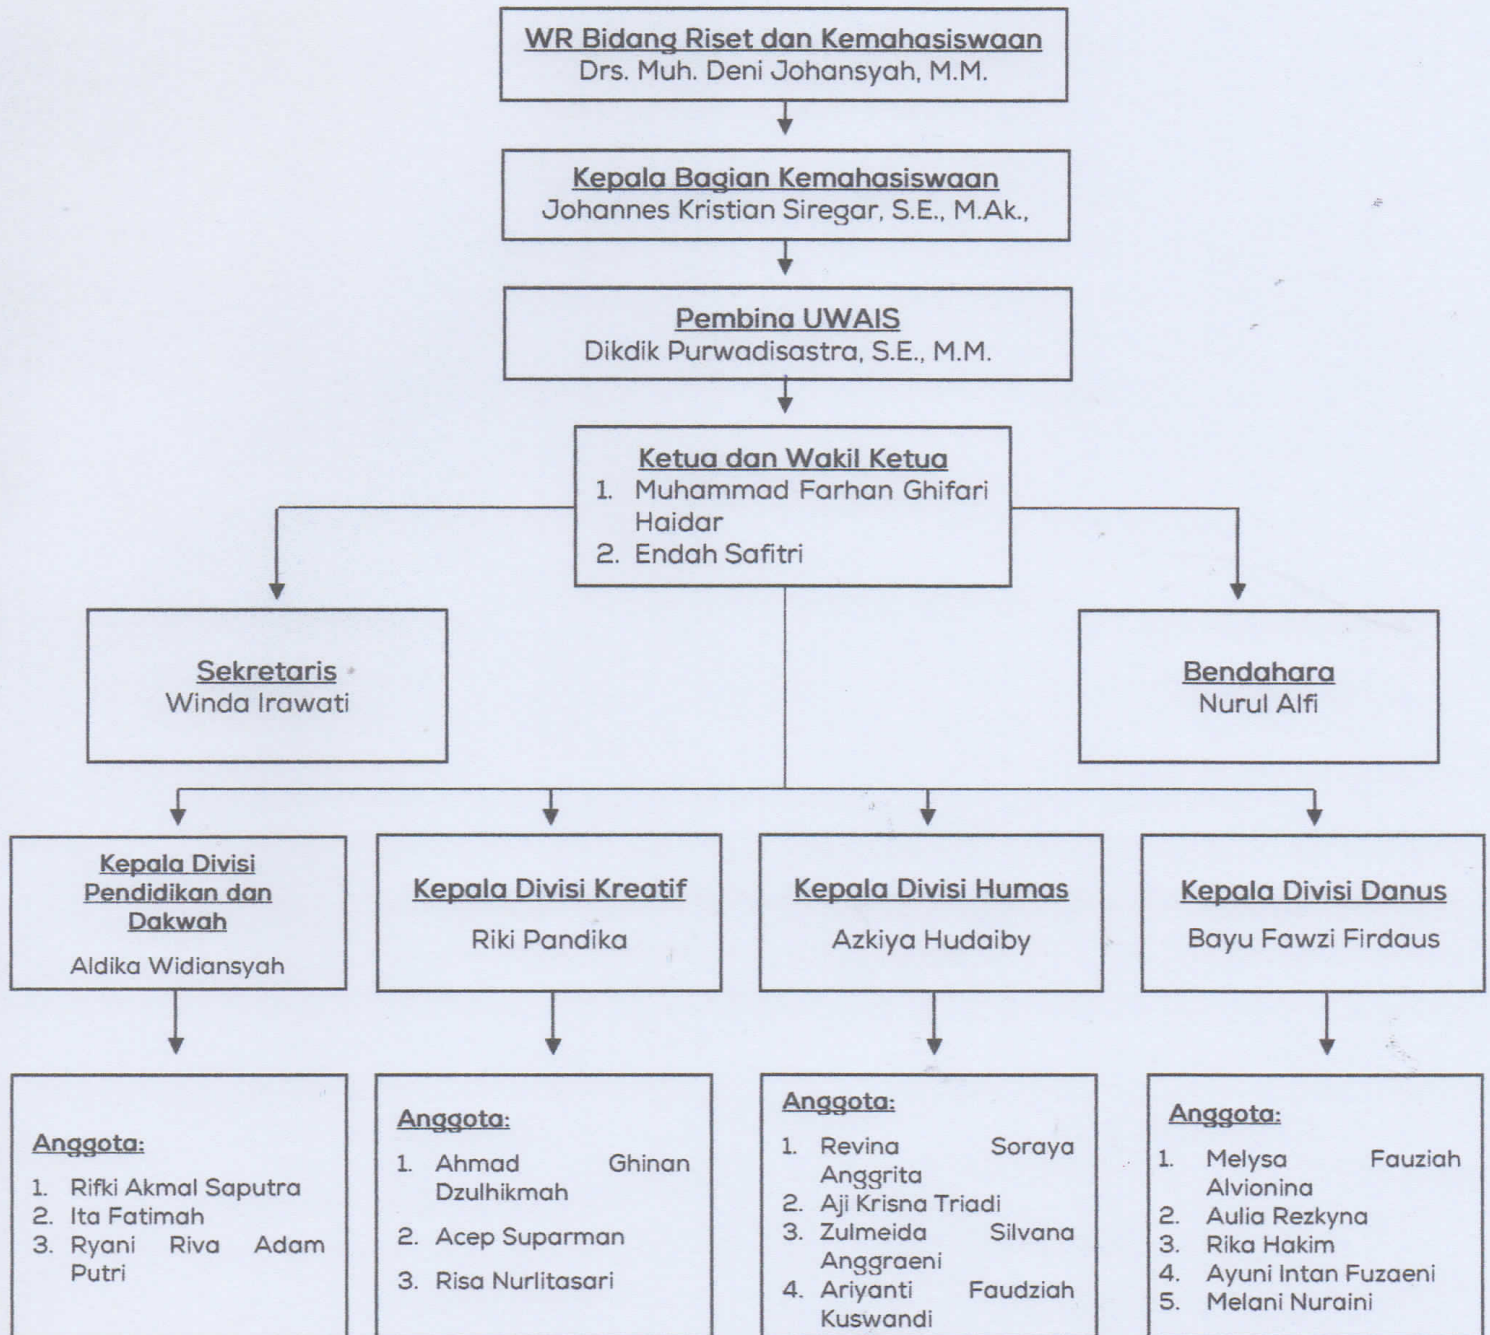 WR Bidang Riset dan Kemahasiswaan
Drs. Muh. Deni Johansyah, M.M.
Kepala Bagian Kemahasiswaan
Johannes Kristian Siregar, S.E., M.Ak.,
Pembina UWAIS
Dikdik Purwadisastra, S.E., M.M.
Ketua dan Wakil Ketua
1. Muhammad Farhan Ghifari
Haidar
2. Endah Safitri
Sekretaris
Winda Irawati
Bendahara
Nurul Alfi
Kepala Divisi
Pendidikan dan
Dakwah
Aldika Widiansyah
Kepala Divisi Kreatif
Riki Pandika
Kepala Divisi Humas
Azkiya Hudaiby
Kepala Divisi Danus
Bayu Fawzi Firdaus
Anggota:
1. Rifki Akmal Saputra
2. Ita Fatimah
3. Ryani Riva Adam
Putri
Anggota:
1. Ahmad Ghinan
Dzulhikmah
2. Acep Suparman
3. Risa Nurlitasari
Anggota:
1. Revina Soraya
Anggrita
2. Aji Krisna Triadi
3. Zulmeida Silvana
Anggraeni
4. Ariyanti Faudziah
Kuswandi
Anggota:
1. Melysa Fauziah
Alvionina
2. Aulia Rezkyna
3. Rika Hakim
4. Ayuni Intan Fuzaeni
5. Melani Nuraini